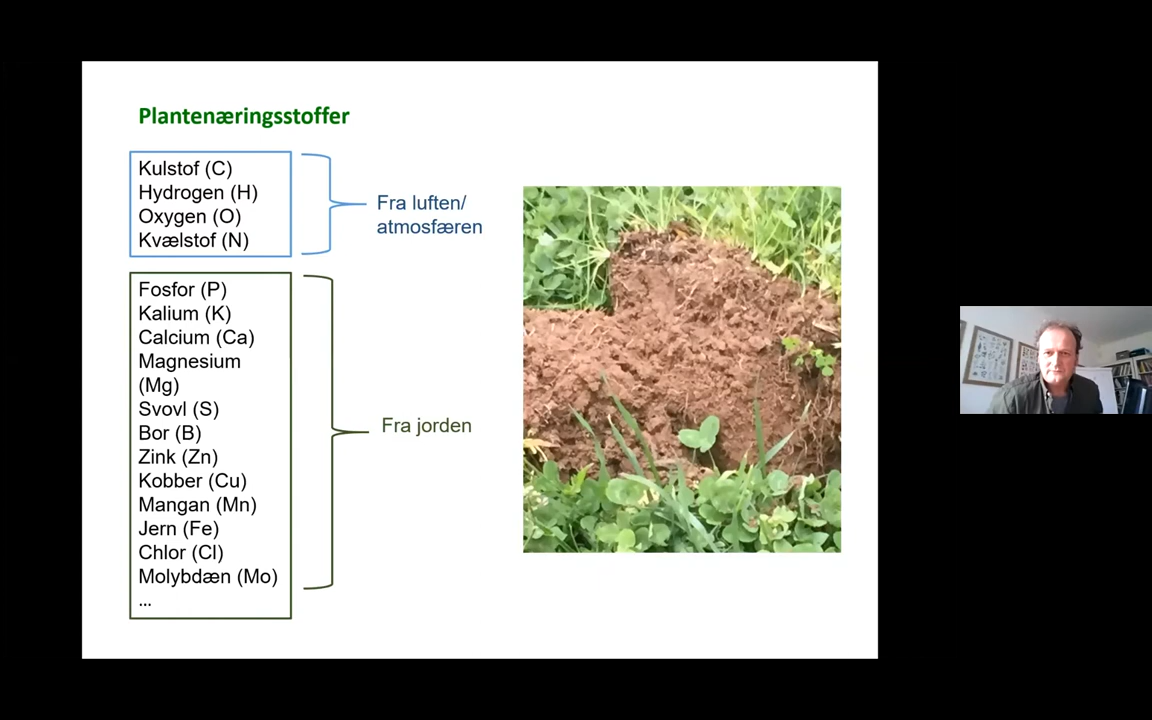 Plantenæringsstoffer
Kulstof (C)
Hydrogen (H)
Oxygen (O)
Kvælstof (N)
Fra luften/
atmosfæren
Fosfor (P)
Kalium (K)
Calcium (Ca)
Magnesium
(Mg)
Svovl (S)
Bor (B)
Zink (Zn)
Kobber (Cu)
Mangan (Mn)
Jern (Fe)
Chlor (Cl)
Molybdæn (Mo)
...
Fra jorden